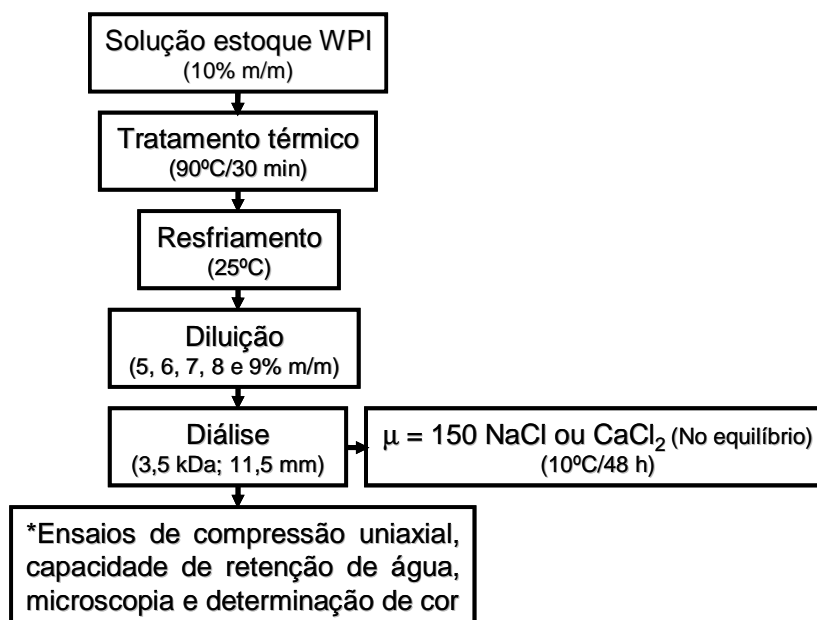 Solução estoque WPI
(10% m/m)
Tratamento térmico
(90ºC/30 min)
Resfriamento
(25ºC)
Diluição
(5, 6, 7, 8 e 9% m/m)
Diálise
(3,5 kDa; 11,5 mm)
μ = 150 NaCl ou CaCl₂ (No equilíbrio)
(10ºC/48 h)
*Ensaios de compressão uniaxial,
capacidade de retenção de água,
microscopia e determinação de cor